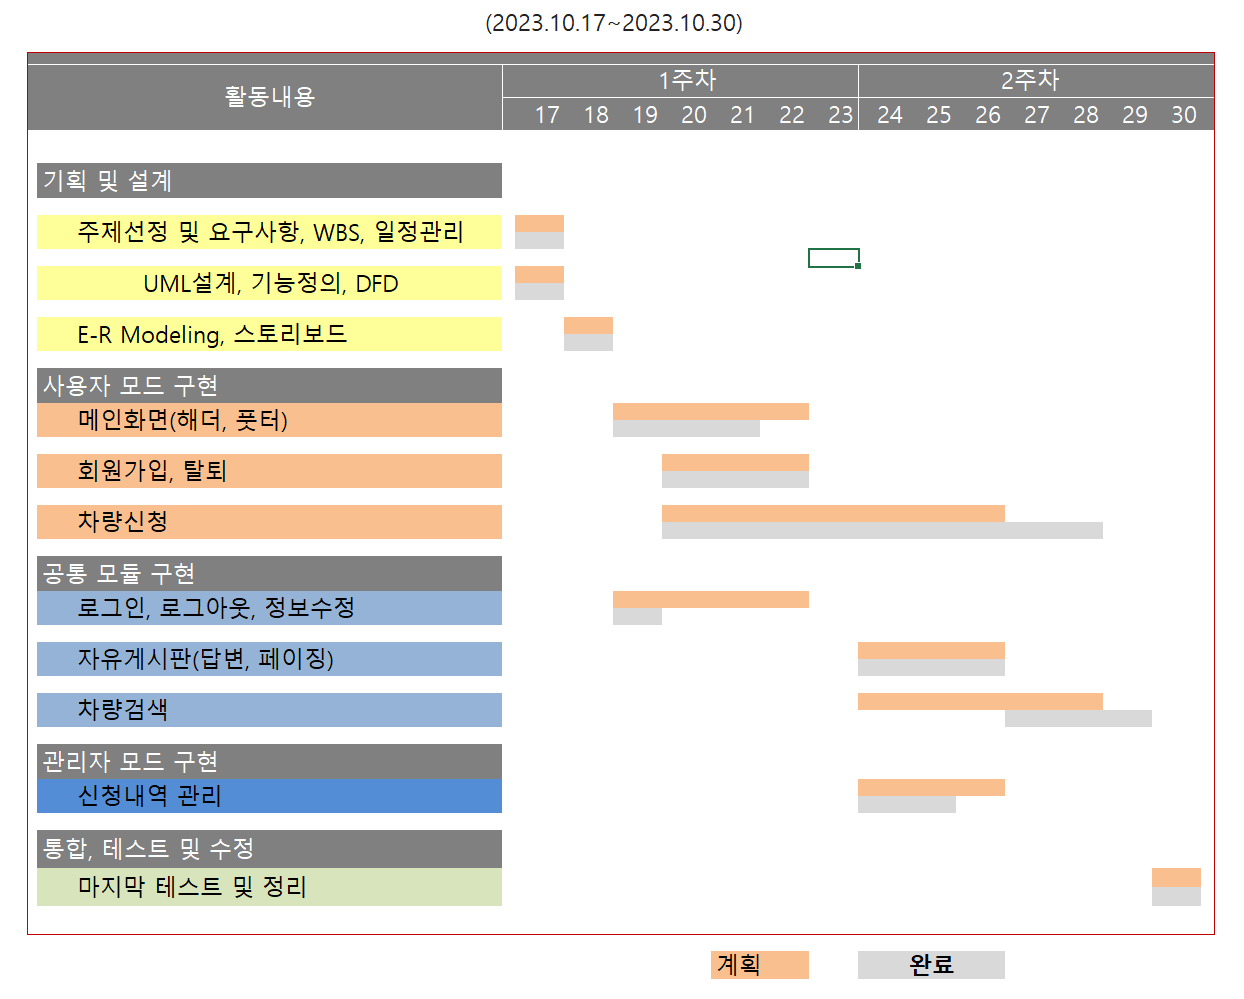 (2023.10.17~2023.10.30)
활동내용
1주차
2주차
17 18 19 20 21 22 23 24 25 26 27 28 29 30
기획 및 설계
주제선정 및 요구사항, WBS, 일정관리
UML설계, 기능정의, DFD
E-R Modeling, 스토리보드
사용자 모드 구현
메인화면(해더, 풋터)
회원가입, 탈퇴
차량신청
공통 모듈 구현
로그인, 로그아웃, 정보수정
자유게시판(답변, 페이징)
차량검색
관리자 모드 구현
신청내역 관리
통합, 테스트 및 수정
마지막 테스트 및 정리
계획
완료